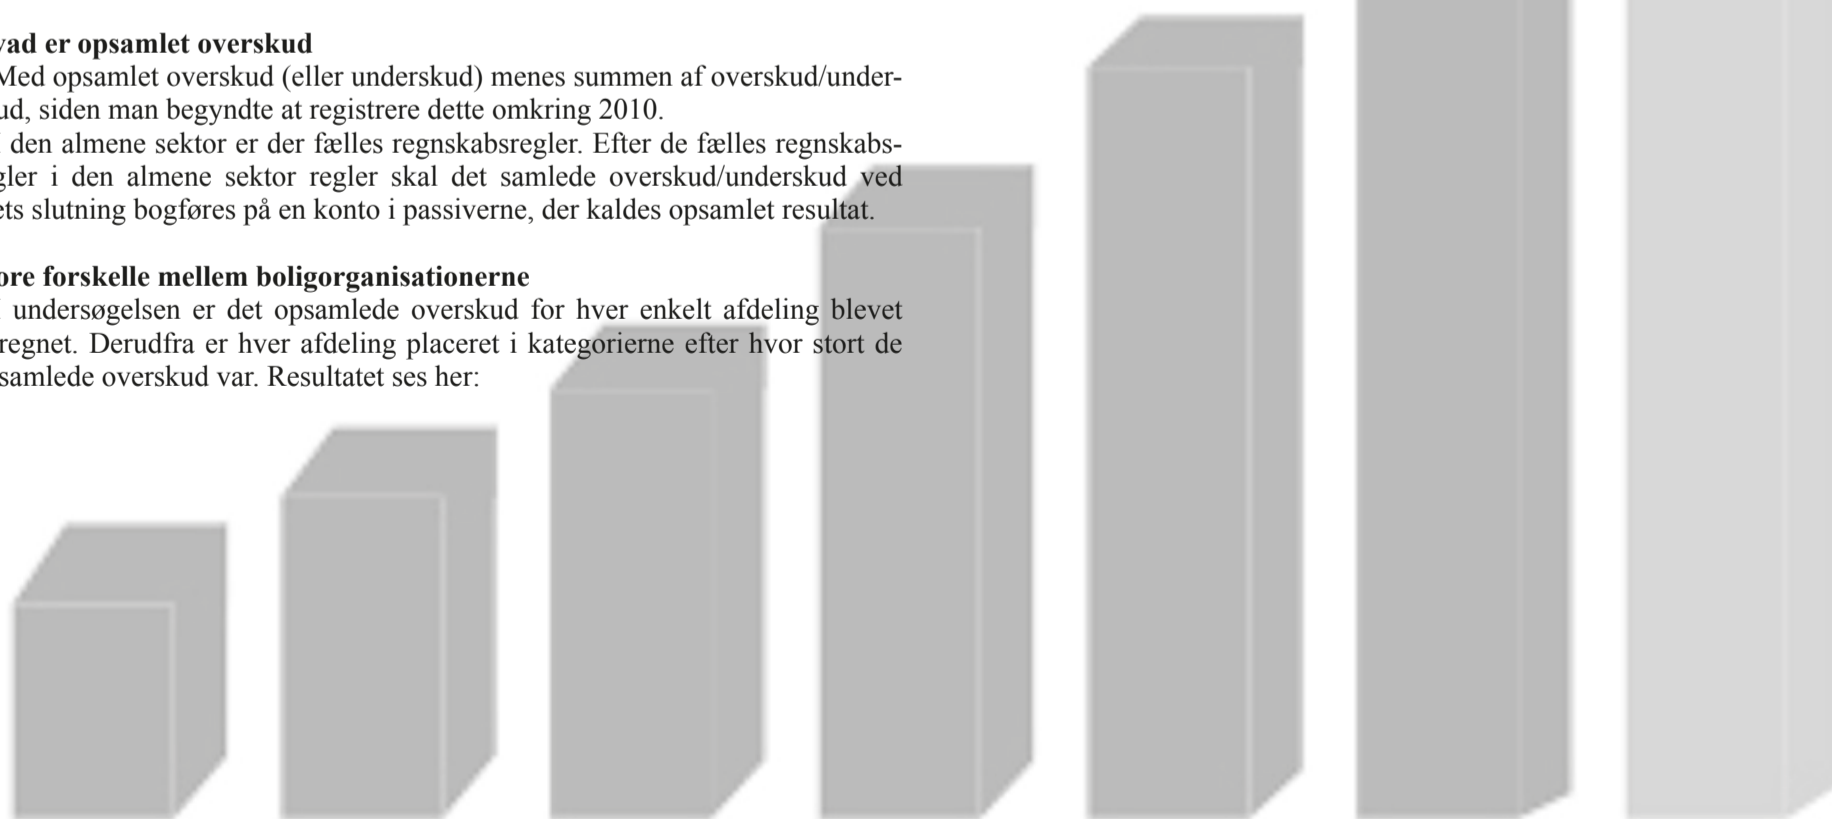 vad er opsamlet overskud
Med opsamlet overskud (eller underskud) menes summen af overskud/under-
ud, siden man begyndte at registrere dette omkring 2010.
den almene sektor er der fælles regnskabsregler. Efter de fælles regnskabs-
gler i den almene sektor regler skal det samlede overskud/underskud ved
ets slutning bogføres på en konto i passiverne, der kaldes opsamlet resultat.
ore forskelle mellem boligorganisationerne
undersøgelsen er det opsamlede overskud for hver enkelt afdeling blevet
regnet. Derudfra er hver afdeling placeret i kategorierne efter hvor stort de
samlede overskud var. Resultatet ses her: